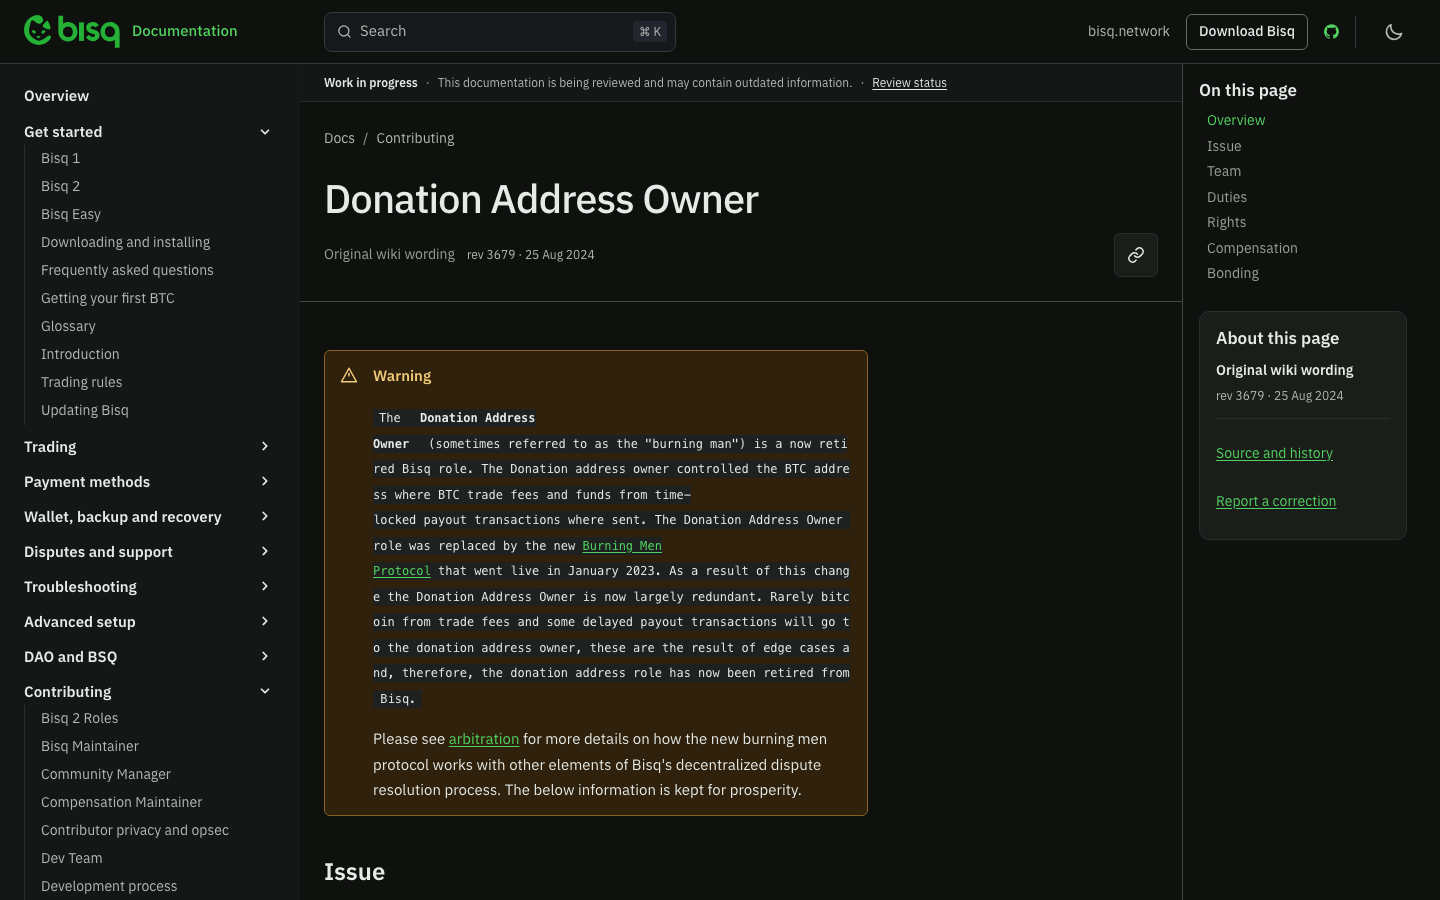 bisq Documentation
Search
⌘ K
bisq.network
Download Bisq
Overview
Get started
Bisq 1
Bisq 2
Bisq Easy
Downloading and installing
Frequently asked questions
Getting your first BTC
Glossary
Introduction
Trading rules
Updating Bisq
Trading
Payment methods
Wallet, backup and recovery
Disputes and support
Troubleshooting
Advanced setup
DAO and BSQ
Contributing
Bisq 2 Roles
Bisq Maintainer
Community Manager
Compensation Maintainer
Contributor privacy and opsec
Dev Team
Development process
Work in progress · This documentation is being reviewed and may contain outdated information. · Review status
Docs / Contributing
Donation Address Owner
Original wiki wording rev 3679 · 25 Aug 2024
Warning
The Donation Address
Owner (sometimes referred to as the "burning man") is a now reti
red Bisq role. The Donation address owner controlled the BTC addre
ss where BTC trade fees and funds from time-
locked payout transactions where sent. The Donation Address Owner
role was replaced by the new Burning Men
Protocol that went live in January 2023. As a result of this chang
e the Donation Address Owner is now largely redundant. Rarely bitc
oin from trade fees and some delayed payout transactions will go t
o the donation address owner, these are the result of edge cases a
nd, therefore, the donation address role has now been retired from
Bisq.
Please see arbitration for more details on how the new burning men
protocol works with other elements of Bisq's decentralized dispute
resolution process. The below information is kept for prosperity.
Issue
On this page
Overview
Issue
Team
Duties
Rights
Compensation
Bonding
About this page
Original wiki wording
rev 3679 · 25 Aug 2024
Source and history
Report a correction